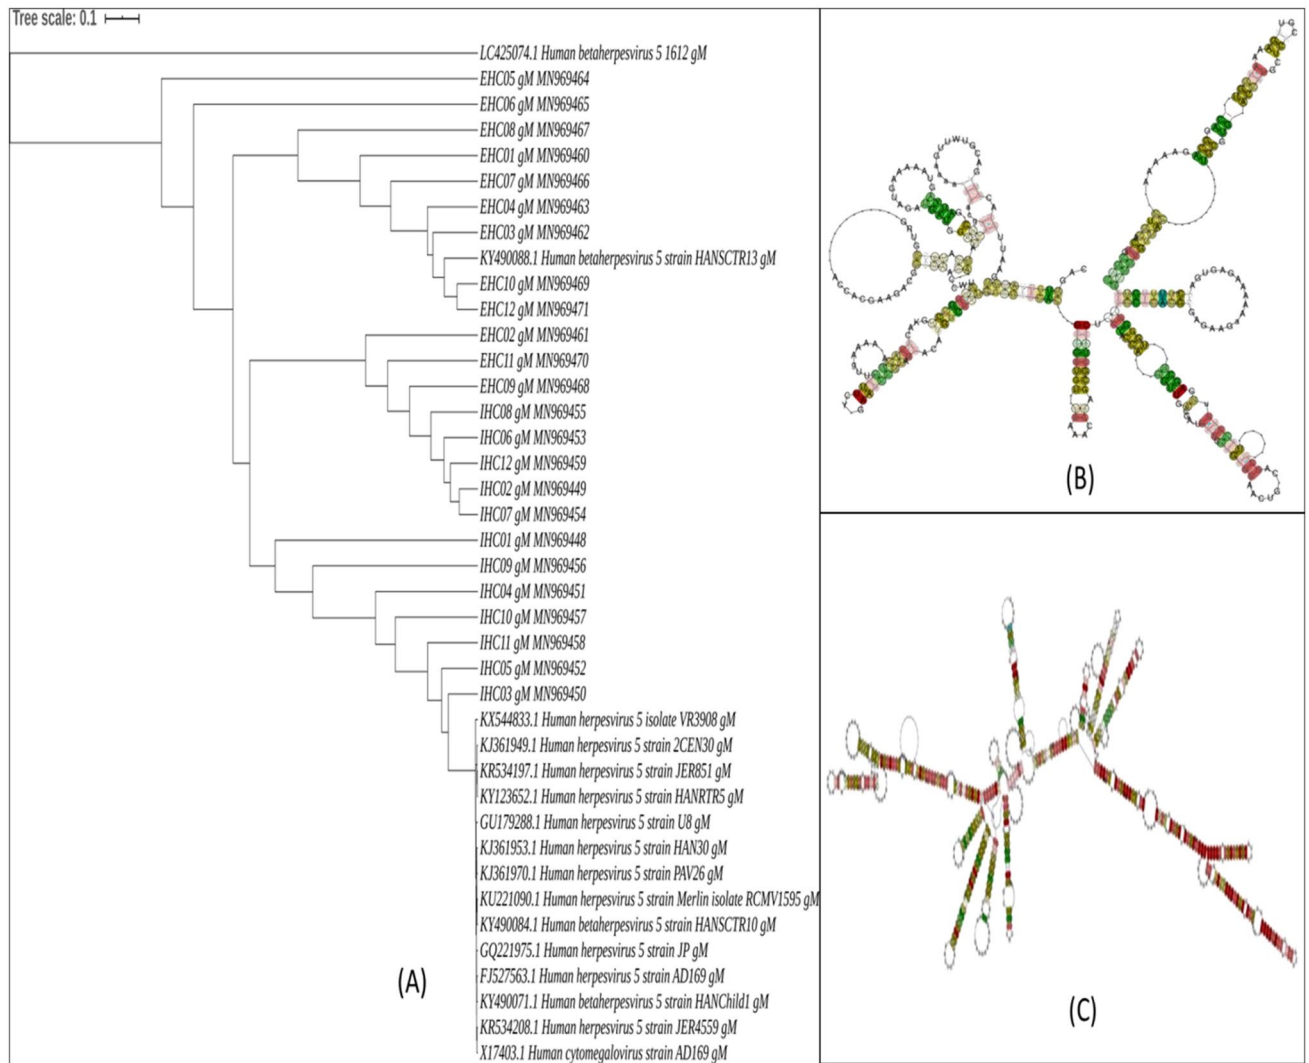 Tree scale: 0.1
LC425074.1 Human betaherpesvirus 5 1612 gM
EHC05 gM MN969464
EHC06 gM MN969465
EHC08 gM MN969467
EHC01 gM MN969460
EHC07 gM MN969466
EHC04 gM MN969463
EHC03 gM MN969462
KY490088.1 Human betaherpesvirus 5 strain HANSCTR13 gM
EHC10 gM MN969469
EHC12 gM MN969471
EHC02 gM MN969461
EHC11 gM MN969470
EHC09 gM MN969468
IHC08 gM MN969455
IHC06 gM MN969453
IHC12 gM MN969459
IHC02 gM MN969449
IHC07 gM MN969454
IHC01 gM MN969448
IHC09 gM MN969456
IHC04 gM MN969451
IHC10 gM MN969457
IHC11 gM MN969458
IHC05 gM MN969452
IHC03 gM MN969450
KX544833.1 Human herpesvirus 5 isolate VR3908 gM
KJ361949.1 Human herpesvirus 5 strain 2CEN30 gM
KR534197.1 Human herpesvirus 5 strain JER851 gM
KY123652.1 Human herpesvirus 5 strain HANRTR5 gM
GU179288.1 Human herpesvirus 5 strain U8 gM
KJ361953.1 Human herpesvirus 5 strain HAN30 gM
KJ361970.1 Human herpesvirus 5 strain PAV26 gM
KU221090.1 Human herpesvirus 5 strain Merlin isolate RCMV1595 gM
KY490084.1 Human betaherpesvirus 5 strain HANSCTR10 gM
GQ221975.1 Human herpesvirus 5 strain JP gM
FJ527563.1 Human herpesvirus 5 strain AD169 gM
KY490071.1 Human betaherpesvirus 5 strain HANChild1 gM
KR534208.1 Human herpesvirus 5 strain JER4559 gM
X17403.1 Human cytomegalovirus strain AD169 gM
(A)
(B)
(C)